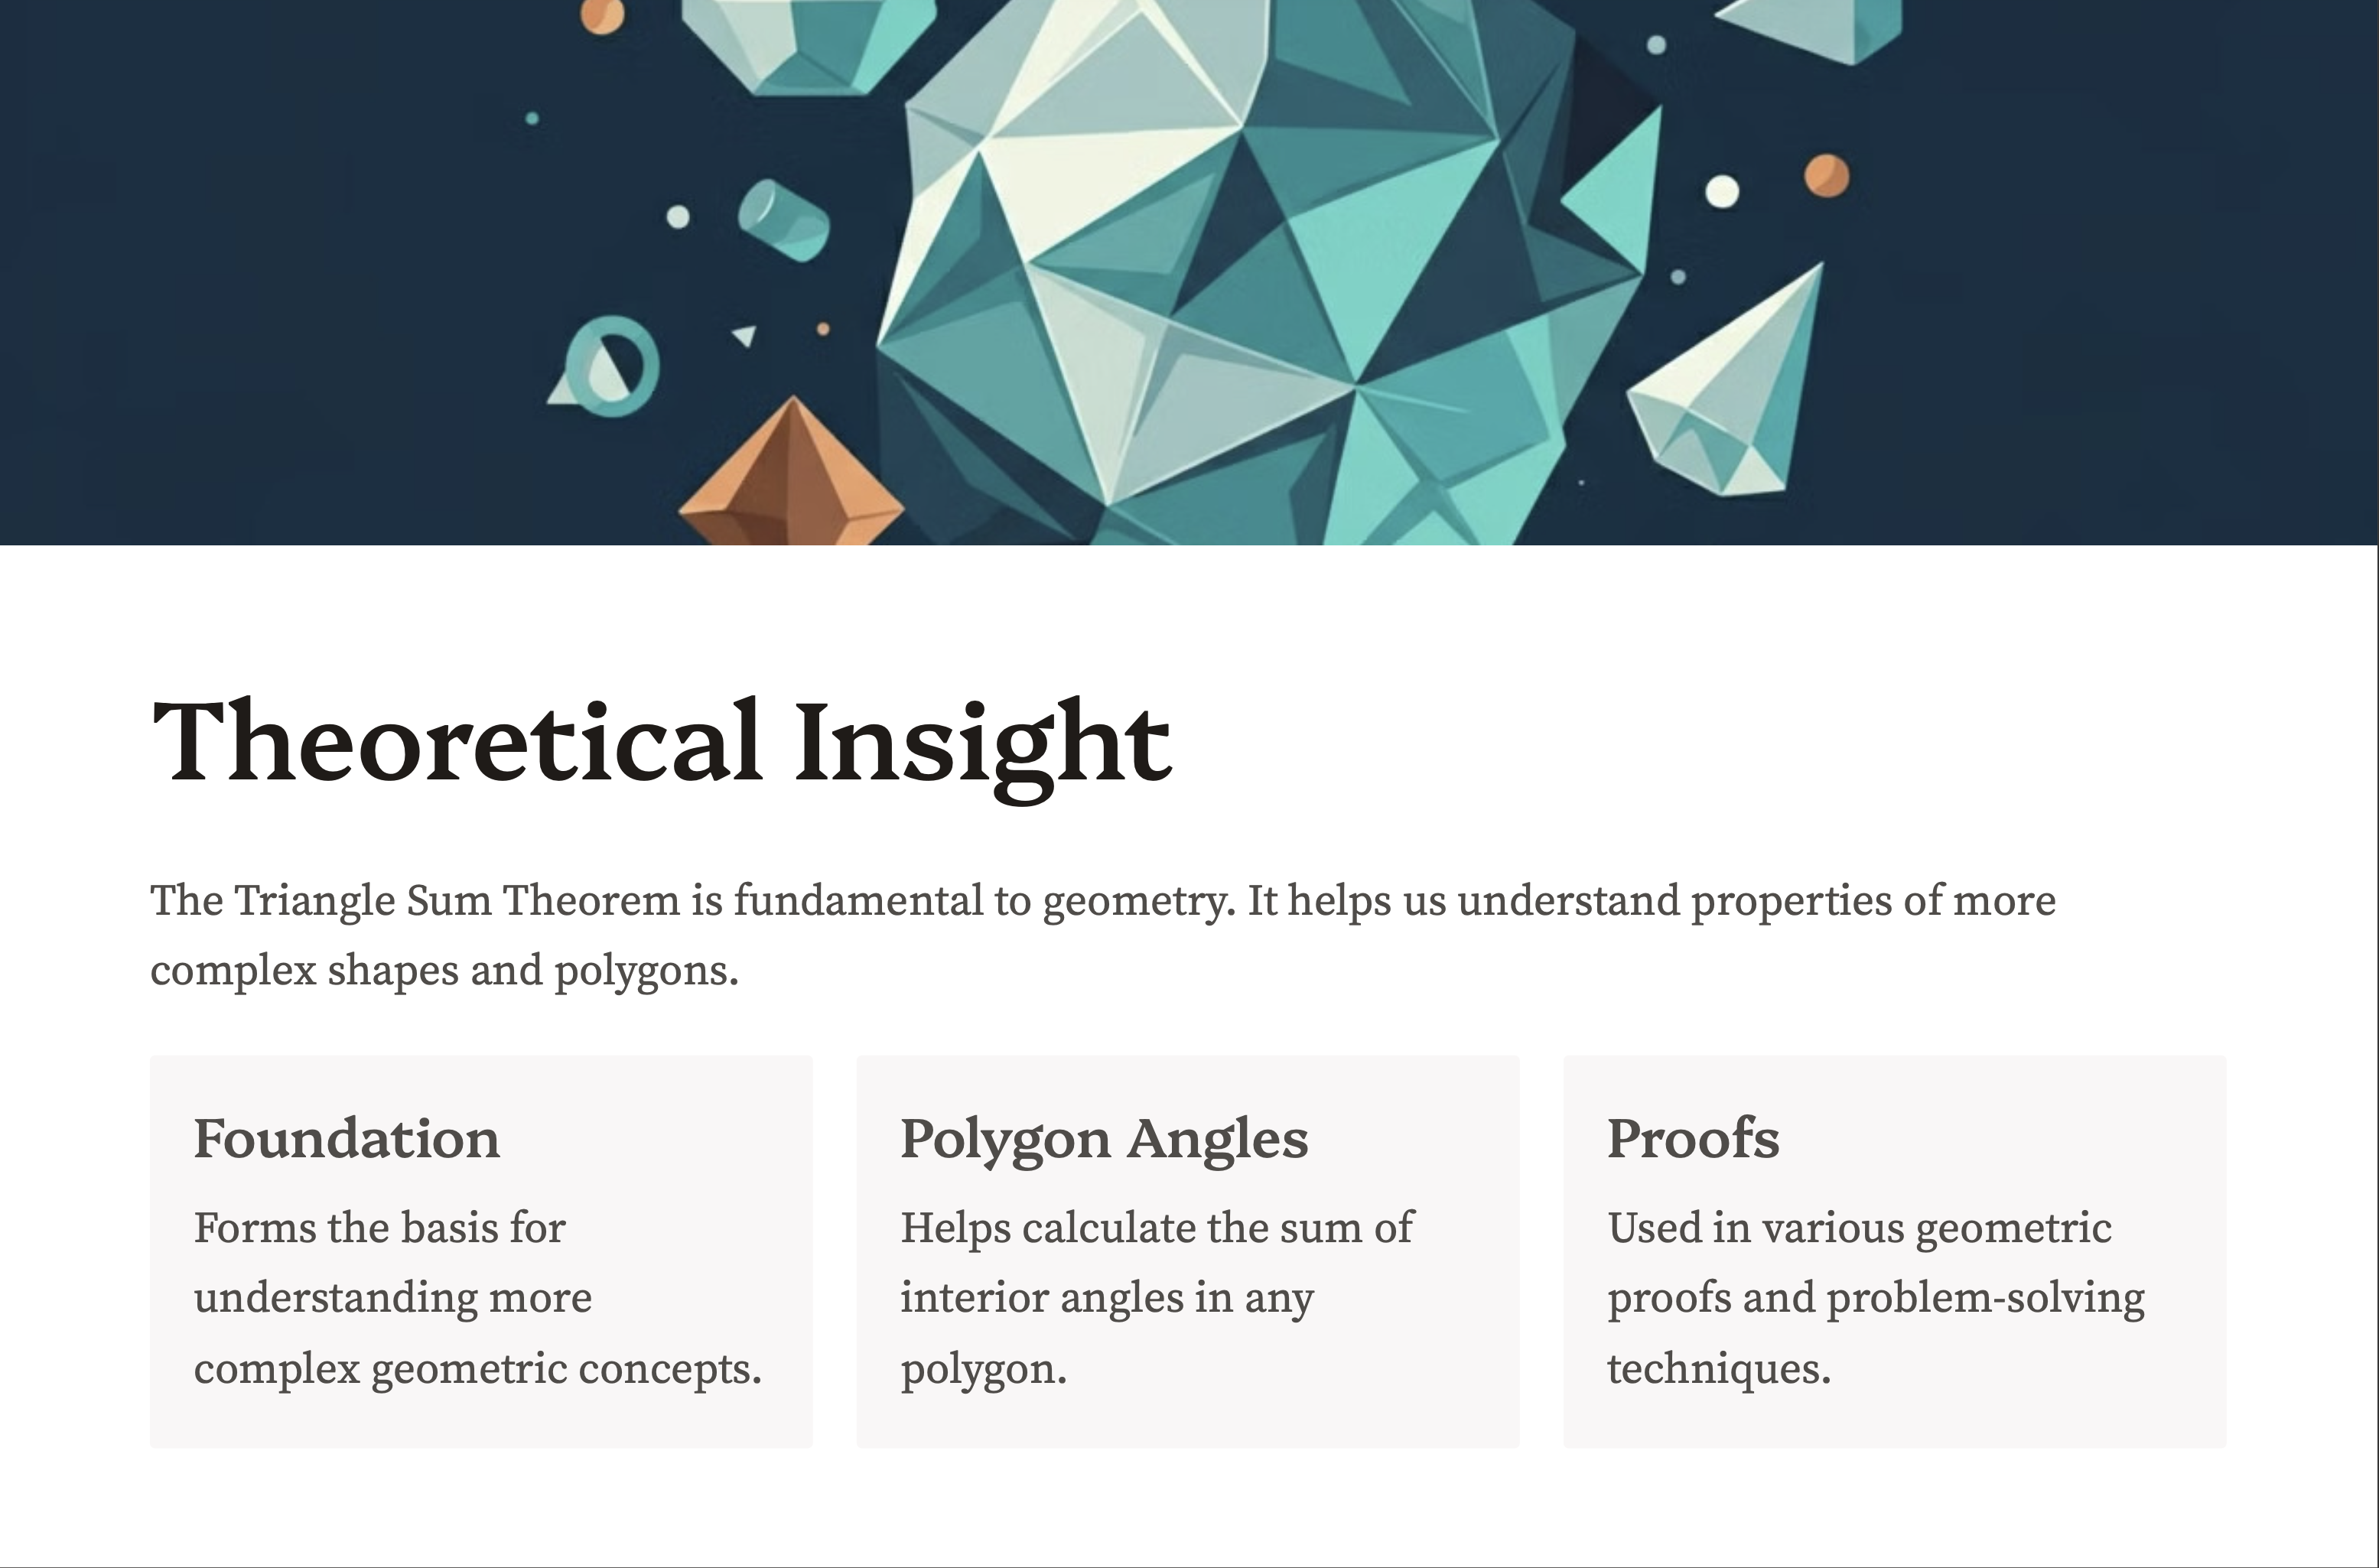 Theoretical Insight
The Triangle Sum Theorem is fundamental to geometry. It helps us understand properties of more
complex shapes and polygons.
Foundation
Forms the basis for
understanding more
complex geometric concepts.
Polygon Angles
Helps calculate the sum of
interior angles in any
polygon.
Proofs
Used in various geometric
proofs and problem-solving
techniques.